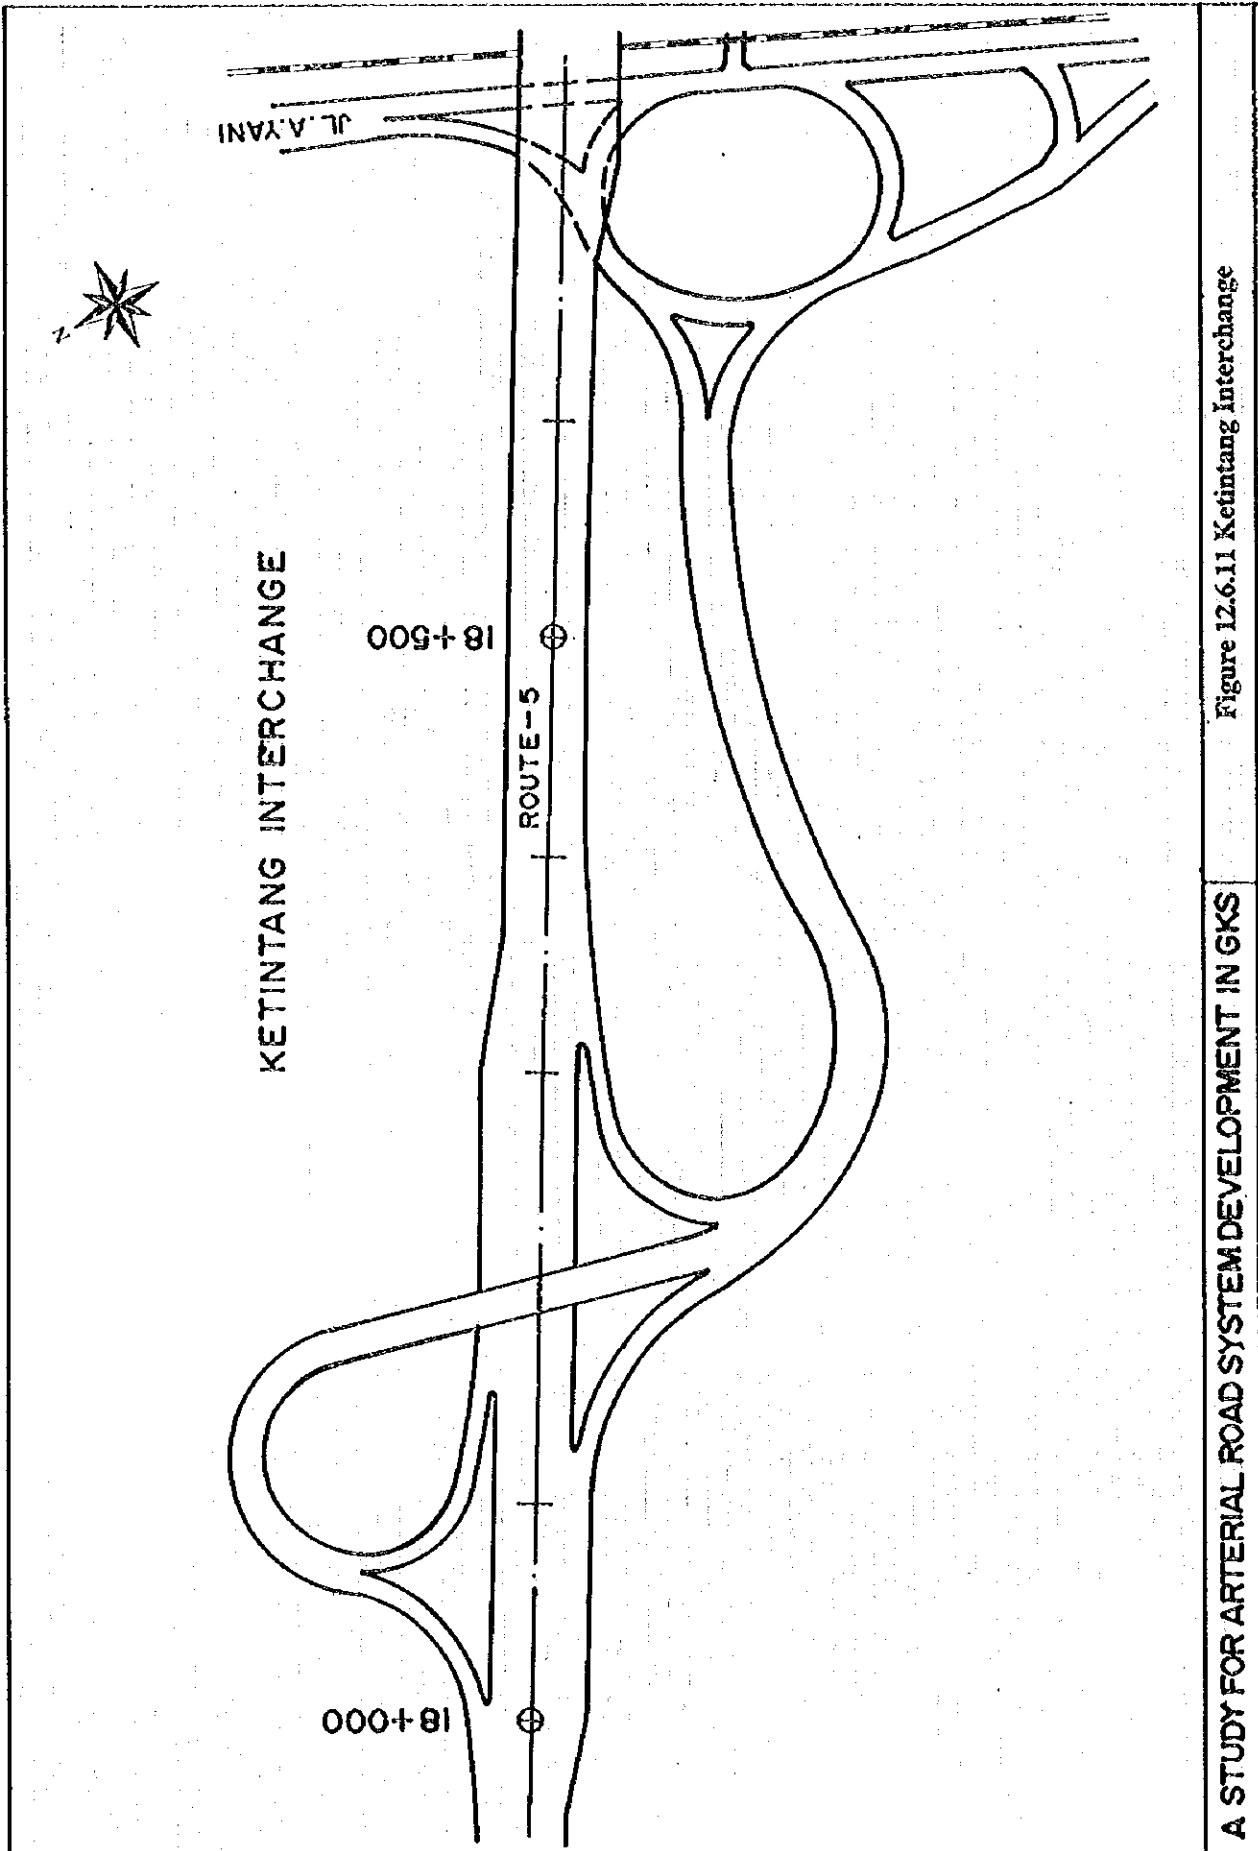 KETINTANG INTERCHANGE
JL. A.YANI
N
18+500
ROUTE-5
18+000
A STUDY FOR ARTERIAL ROAD SYSTEM DEVELOPMENT IN GKS
Figure 12.6.11 Ketintang Interchange